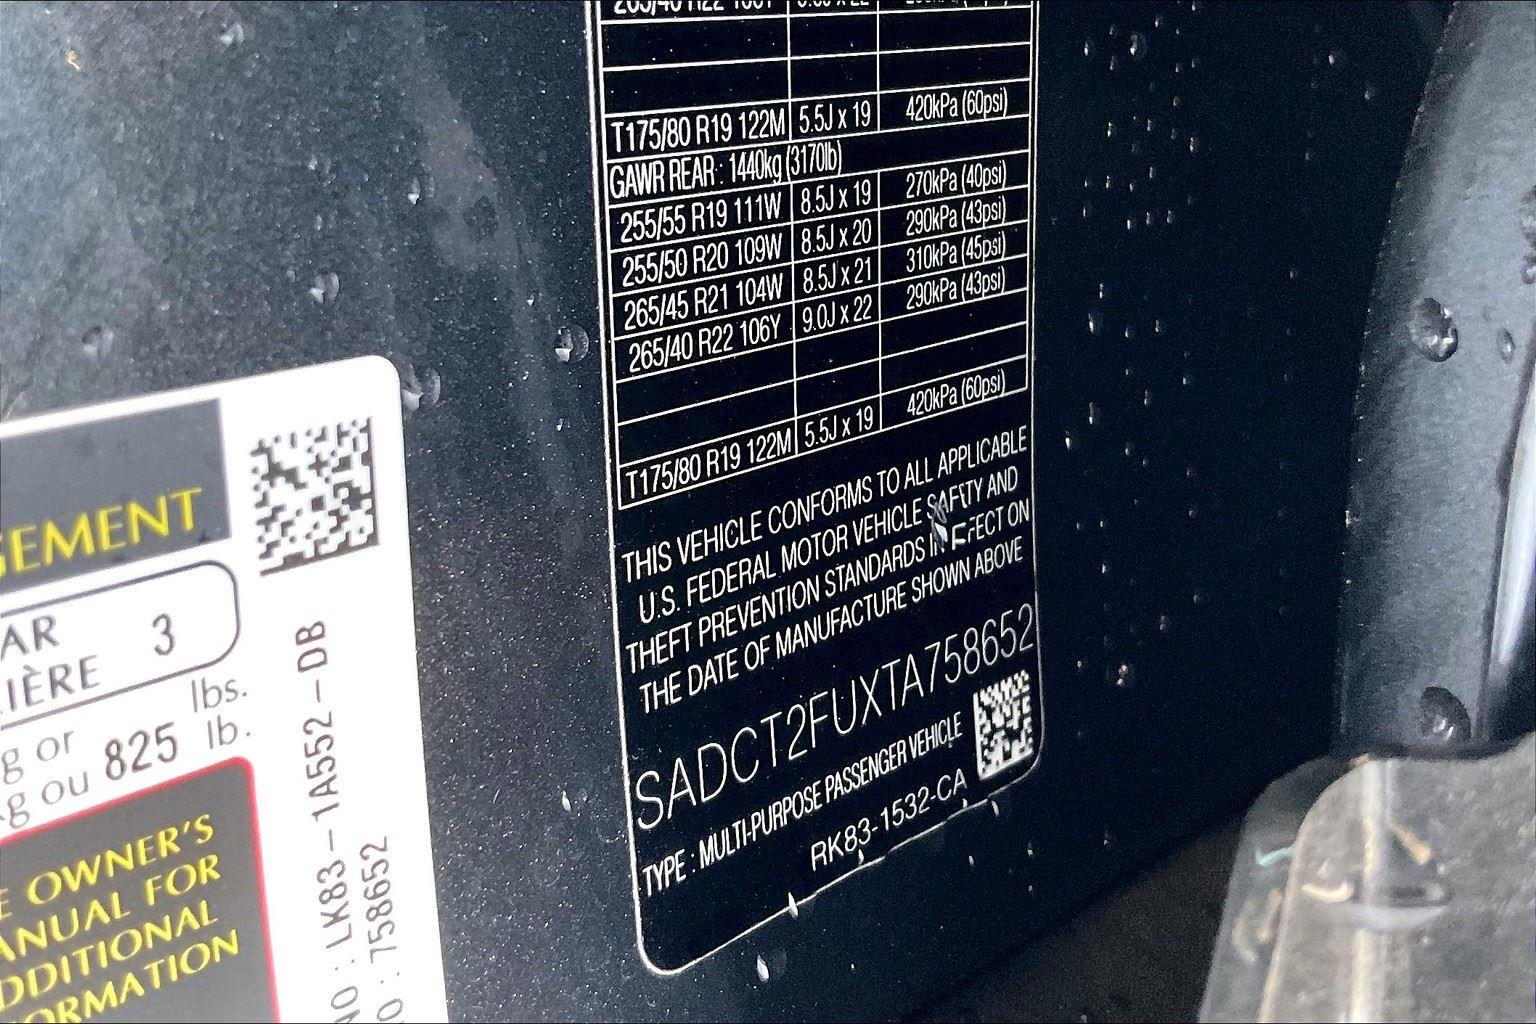 T175/80 R19 122M 5.5J x 19 420kPa (60psi)
GAWR REAR : 1440kg (3170lb)
255/55 R19 111W 8.5J x 19 270kPa (40psi)
255/50 R20 109W 8.5J x 20 290kPa (43psi)
265/45 R21 104W 8.5J x 21 310kPa (45psi)
265/40 R22 106Y 9.0J x 22 290kPa (43psi)
T175/80 R19 122M 5.5J x 19 420kPa (60psi)
THIS VEHICLE CONFORMS TO ALL APPLICABLE
U.S. FEDERAL MOTOR VEHICLE SAFETY AND
THEFT PREVENTION STANDARDS IN EFFECT ON
THE DATE OF MANUFACTURE SHOWN ABOVE
SADCT2FUXTA758652
TYPE : MULTI-PURPOSE PASSENGER VEHICLE
RK83-1532-CA
GEMENT
AR 3
IÈRE
g or 825 lbs.
g ou lb.
E OWNER'S
ANUAL FOR
DDITIONAL
FORMATION
NO : LK83-1A552-DB
O : 758652